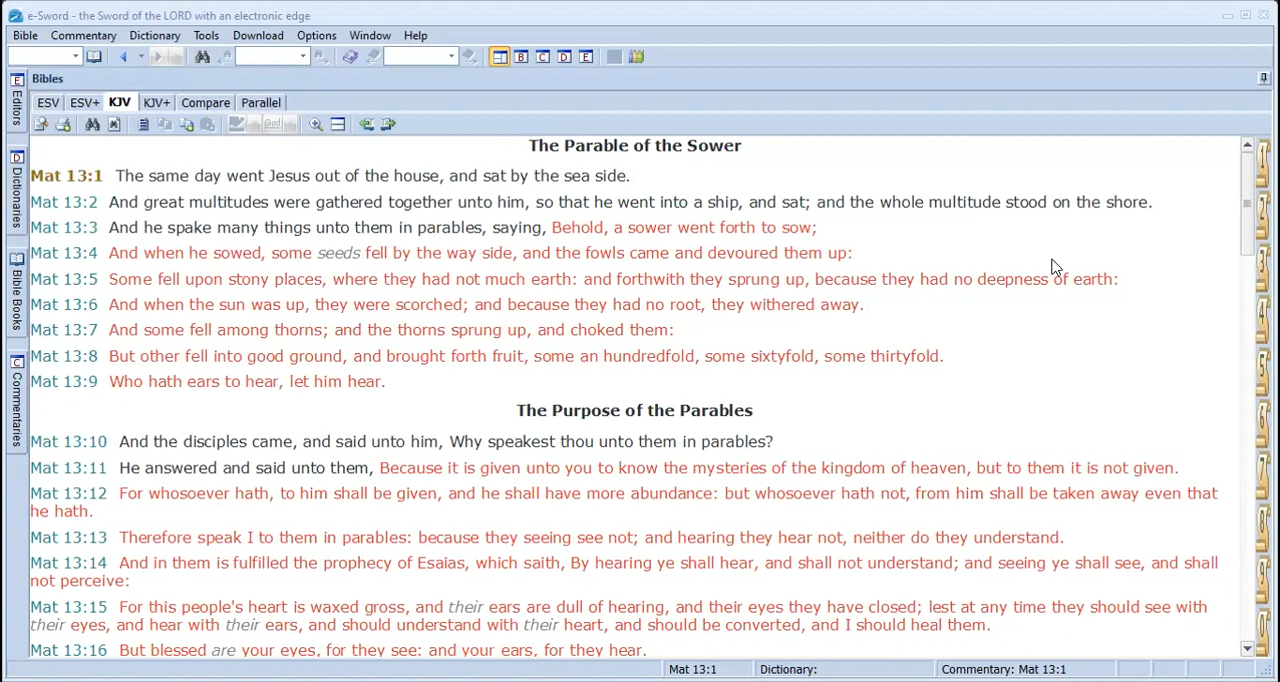 e-Sword - the Sword of the LORD with an electronic edge
Bible Commentary Dictionary Tools Download Options Window Help
B C D E
Bibles
ESV ESV+ KJV KJV+ Compare Parallel
God
E Editors
D Dictionaries
Bible Books
C Commentaries
The Parable of the Sower
Mat 13:1 The same day went Jesus out of the house, and sat by the sea side.
Mat 13:2 And great multitudes were gathered together unto him, so that he went into a ship, and sat; and the whole multitude stood on the shore.
Mat 13:3 And he spake many things unto them in parables, saying, Behold, a sower went forth to sow;
Mat 13:4 And when he sowed, some seeds fell by the way side, and the fowls came and devoured them up:
Mat 13:5 Some fell upon stony places, where they had not much earth: and forthwith they sprung up, because they had no deepness of earth:
Mat 13:6 And when the sun was up, they were scorched; and because they had no root, they withered away.
Mat 13:7 And some fell among thorns; and the thorns sprung up, and choked them:
Mat 13:8 But other fell into good ground, and brought forth fruit, some an hundredfold, some sixtyfold, some thirtyfold.
Mat 13:9 Who hath ears to hear, let him hear.
The Purpose of the Parables
Mat 13:10 And the disciples came, and said unto him, Why speakest thou unto them in parables?
Mat 13:11 He answered and said unto them, Because it is given unto you to know the mysteries of the kingdom of heaven, but to them it is not given.
Mat 13:12 For whosoever hath, to him shall be given, and he shall have more abundance: but whosoever hath not, from him shall be taken away even that
he hath.
Mat 13:13 Therefore speak I to them in parables: because they seeing see not; and hearing they hear not, neither do they understand.
Mat 13:14 And in them is fulfilled the prophecy of Esaias, which saith, By hearing ye shall hear, and shall not understand; and seeing ye shall see, and shall
not perceive:
Mat 13:15 For this people's heart is waxed gross, and their ears are dull of hearing, and their eyes they have closed; lest at any time they should see with
their eyes, and hear with their ears, and should understand with their heart, and should be converted, and I should heal them.
Mat 13:16 But blessed are your eyes, for they see: and your ears, for they hear.
1
2
3
4
5
6
7
8
9
0
Mat 13:1 Dictionary: Commentary: Mat 13:1